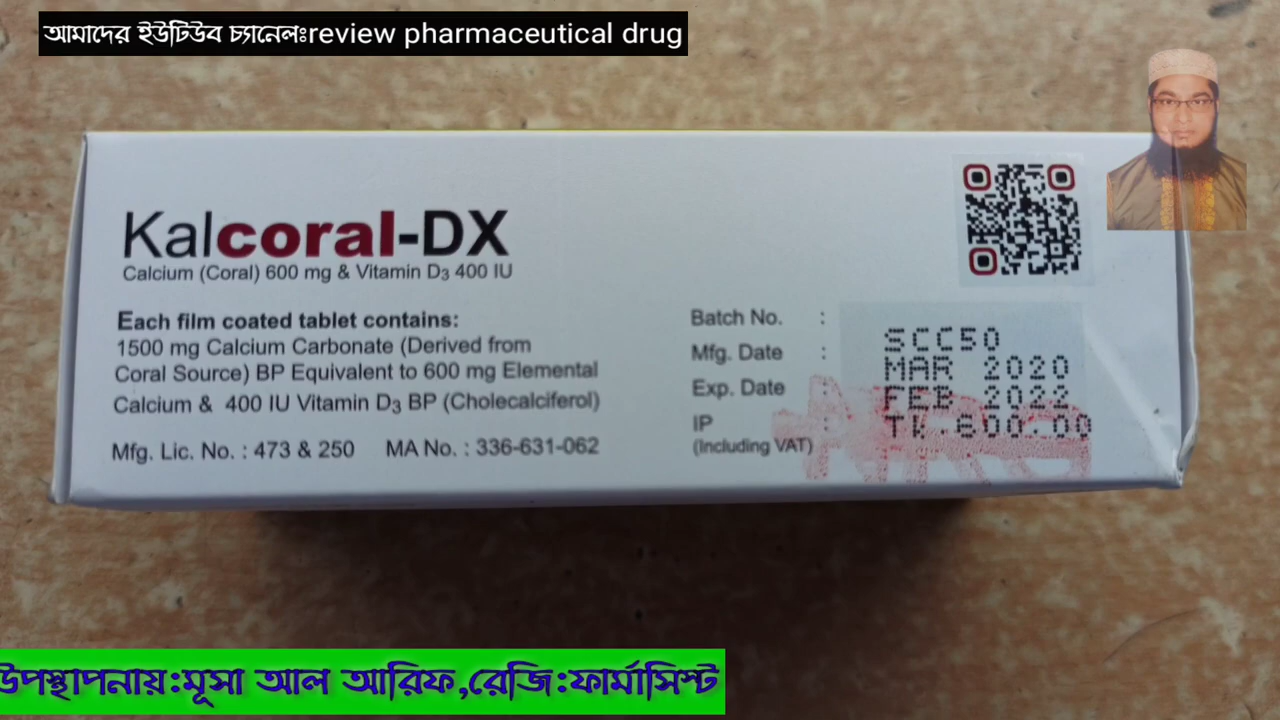 আমাদের ইউটিউব চ্যানেলঃreview pharmaceutical drug
Kalcoral-DX
Calcium (Coral) 600 mg & Vitamin D3 400 IU
Each film coated tablet contains:
1500 mg Calcium Carbonate (Derived from
Coral Source) BP Equivalent to 600 mg Elemental
Calcium & 400 IU Vitamin D3 BP (Cholecalciferol)
Mfg. Lic. No. : 473 & 250 MA No. : 336-631-062
Batch No. : SCC50
Mfg. Date : MAR 2020
Exp. Date : FEB 2022
IP : TK.600.00
(Including VAT)
উপস্থাপনায়:মূসা আল আরিফ,রেজি:ফার্মাসিস্ট